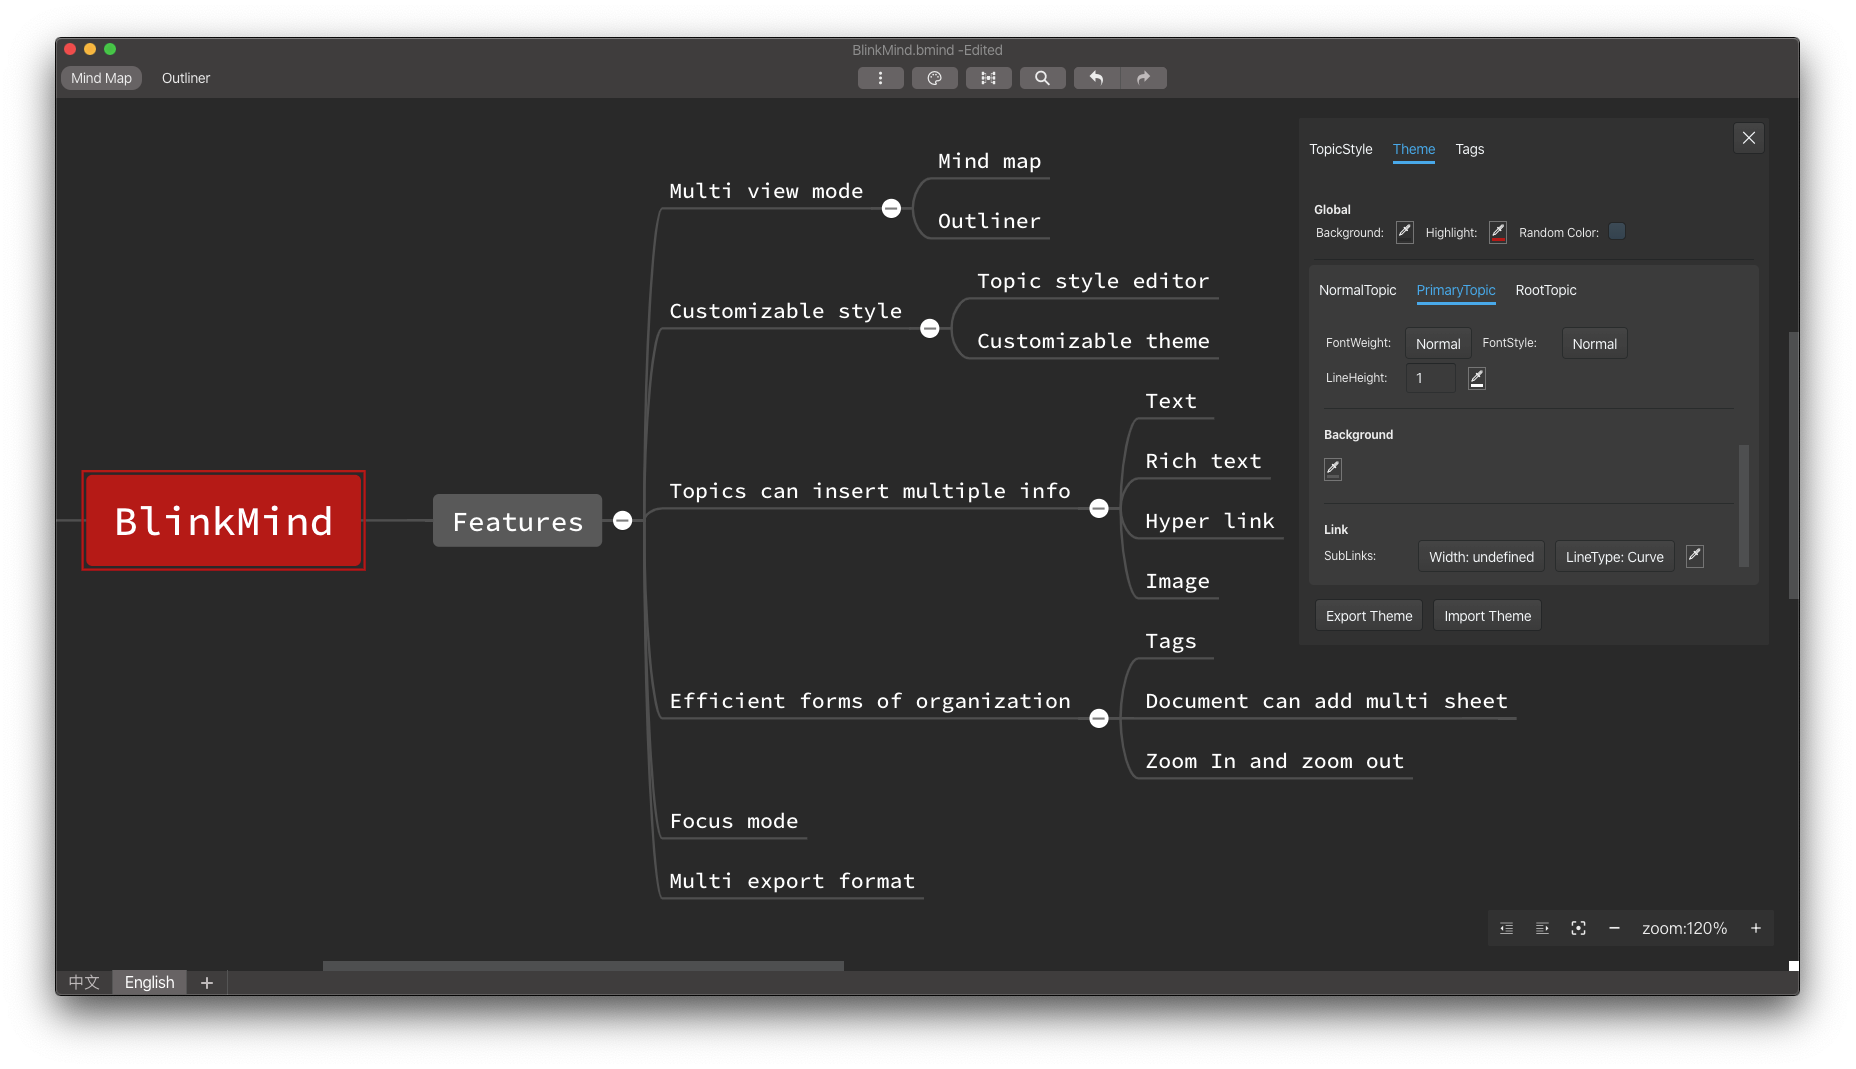 BlinkMind.bmind -Edited
Mind Map
Outliner
Mind map
Multi view mode
Outliner
Topic style editor
Customizable style
Customizable theme
Text
Rich text
Topics can insert multiple info
Hyper link
BlinkMind
Features
Image
Tags
Efficient forms of organization
Document can add multi sheet
Zoom In and zoom out
Focus mode
Multi export format
TopicStyle
Theme
Tags
Global
Background:
Highlight:
Random Color:
NormalTopic
PrimaryTopic
RootTopic
FontWeight:
Normal
FontStyle:
Normal
LineHeight:
1
Background
Link
SubLinks:
Width: undefined
LineType: Curve
Export Theme
Import Theme
zoom:120%
中文
English